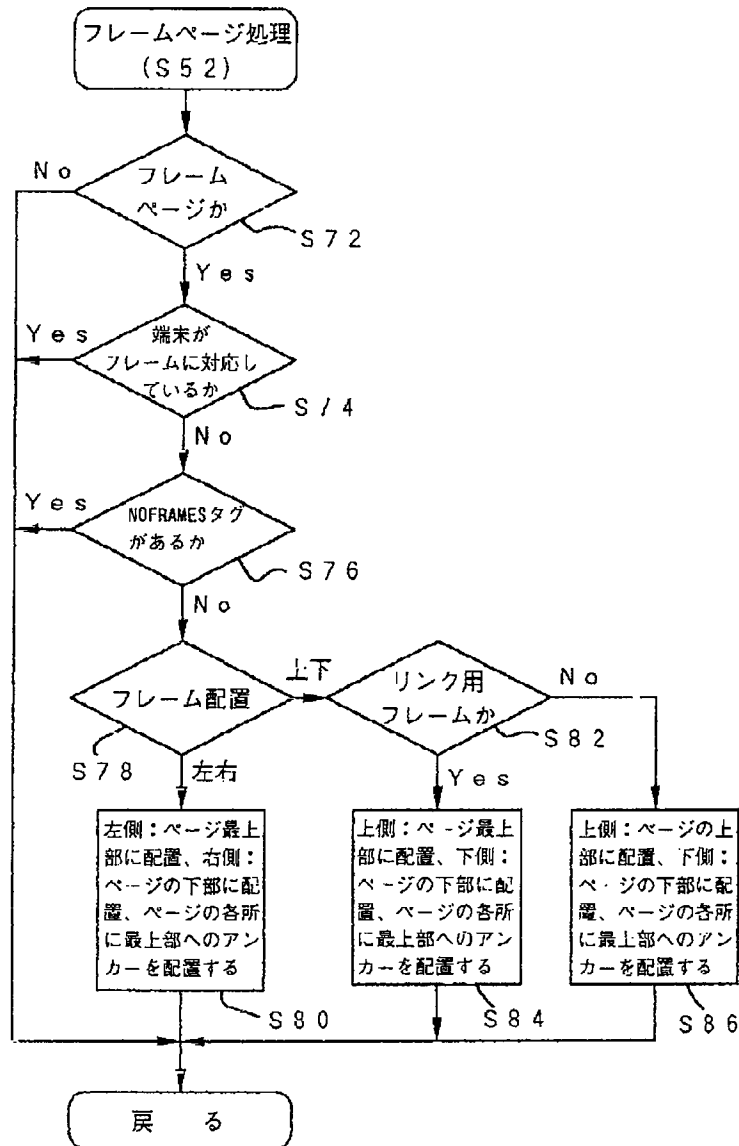 フレームページ処理
(S52)
No
フレーム
ページか
S72
Yes
Yes
端末が
フレームに対応し
ているか
S74
No
Yes
NOFRAMESタグ
があるか
S76
No
フレーム配置
上下
リンク用
フレームか
No
S78
左右
S82
Yes
左側：ページ最上
部に配置、右側：
ページの下部に配
置、ページの各所
に最上部へのアン
カーを配置する
S80
上側：ページ最上
部に配置、下側：
ページの下部に配
置、ページの各所
に最上部へのアン
カーを配置する
S84
上側：ページの上
部に配置、下側：
ページの下部に配
置、ページの各所
に最上部へのアン
カーを配置する
S86
戻る